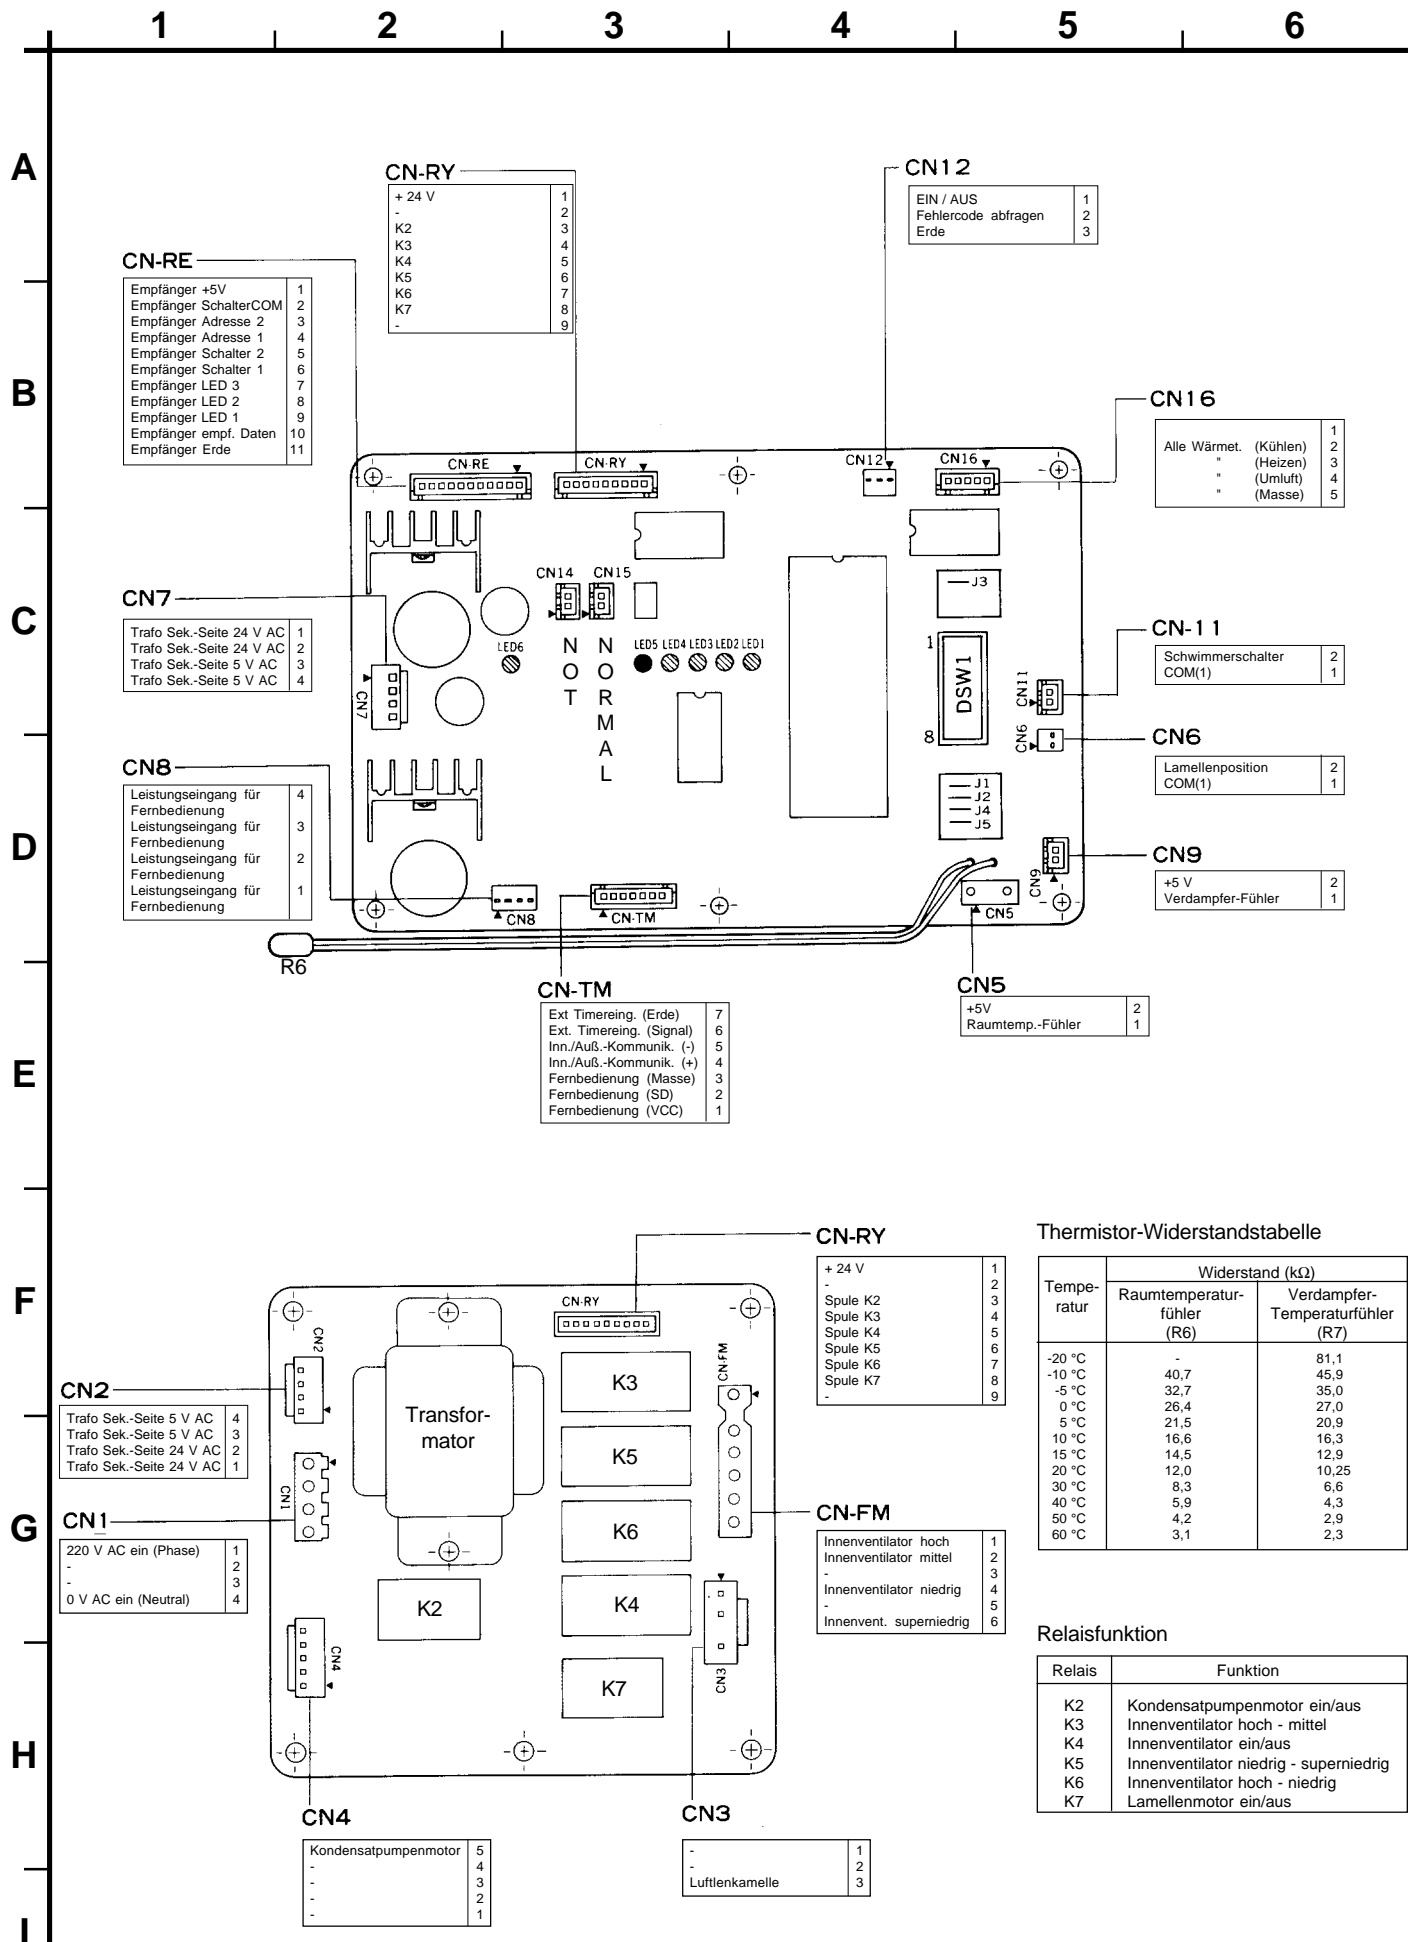 1 2 3 4 5 6
A
B
C
D
E
F
G
H
I
CN-RY
+ 24 V 1
- 2
K2 3
K3 4
K4 5
K5 6
K6 7
K7 8
- 9
CN12
EIN / AUS 1
Fehlercode abfragen 2
Erde 3
CN-RE
Empfänger +5V 1
Empfänger SchalterCOM 2
Empfänger Adresse 2 3
Empfänger Adresse 1 4
Empfänger Schalter 2 5
Empfänger Schalter 1 6
Empfänger LED 3 7
Empfänger LED 2 8
Empfänger LED 1 9
Empfänger empf. Daten 10
Empfänger Erde 11
CN16
1
Alle Wärmet. (Kühlen) 2
" (Heizen) 3
" (Umluft) 4
" (Masse) 5
CN-RE CN-RY CN12 CN16
CN14 CN15
J3
LED6
NOT
NORMAL
LED5 LED4 LED3 LED2 LED1
1
DSW1
8
CN7
CN11
CN6
J1
J2
J4
J5
CN9
CN8
CN-TM
CN5
R6
CN7
Trafo Sek.-Seite 24 V AC 1
Trafo Sek.-Seite 24 V AC 2
Trafo Sek.-Seite 5 V AC 3
Trafo Sek.-Seite 5 V AC 4
CN-11
Schwimmerschalter 2
COM(1) 1
CN8
Leistungseingang für 4
Fernbedienung
Leistungseingang für 3
Fernbedienung
Leistungseingang für 2
Fernbedienung
Leistungseingang für 1
Fernbedienung
CN6
Lamellenposition 2
COM(1) 1
CN9
+5 V 2
Verdampfer-Fühler 1
CN-TM
Ext Timereing. (Erde) 7
Ext. Timereing. (Signal) 6
Inn./Auß.-Kommunik. (-) 5
Inn./Auß.-Kommunik. (+) 4
Fernbedienung (Masse) 3
Fernbedienung (SD) 2
Fernbedienung (VCC) 1
CN5
+5V 2
Raumtemp.-Fühler 1
CN-RY
+ 24 V 1
- 2
Spule K2 3
Spule K3 4
Spule K4 5
Spule K5 6
Spule K6 7
Spule K7 8
- 9
Thermistor-Widerstandstabelle
Tempe-
ratur
Widerstand (kΩ)
Raumtemperatur-
fühler
(R6)
Verdampfer-
Temperaturfühler
(R7)
-20 °C - 81,1
-10 °C 40,7 45,9
-5 °C 32,7 35,0
0 °C 26,4 27,0
5 °C 21,5 20,9
10 °C 16,6 16,3
15 °C 14,5 12,9
20 °C 12,0 10,25
30 °C 8,3 6,6
40 °C 5,9 4,3
50 °C 4,2 2,9
60 °C 3,1 2,3
CN-RY
CN2
CN-FM
Transfor-
mator
K3
K5
K6
K4
K2
K7
CN1
CN4
CN3
CN2
Trafo Sek.-Seite 5 V AC 4
Trafo Sek.-Seite 5 V AC 3
Trafo Sek.-Seite 24 V AC 2
Trafo Sek.-Seite 24 V AC 1
CN1
220 V AC ein (Phase) 1
- 2
- 3
0 V AC ein (Neutral) 4
CN-FM
Innenventilator hoch 1
Innenventilator mittel 2
- 3
Innenventilator niedrig 4
- 5
Innenvent. superniedrig 6
Relaisfunktion
Relais Funktion
K2 Kondensatpumpenmotor ein/aus
K3 Innenventilator hoch - mittel
K4 Innenventilator ein/aus
K5 Innenventilator niedrig - superniedrig
K6 Innenventilator hoch - niedrig
K7 Lamellenmotor ein/aus
CN4
Kondensatpumpenmotor 5
- 4
- 3
- 2
- 1
CN3
- 1
- 2
Luftlenkamelle 3